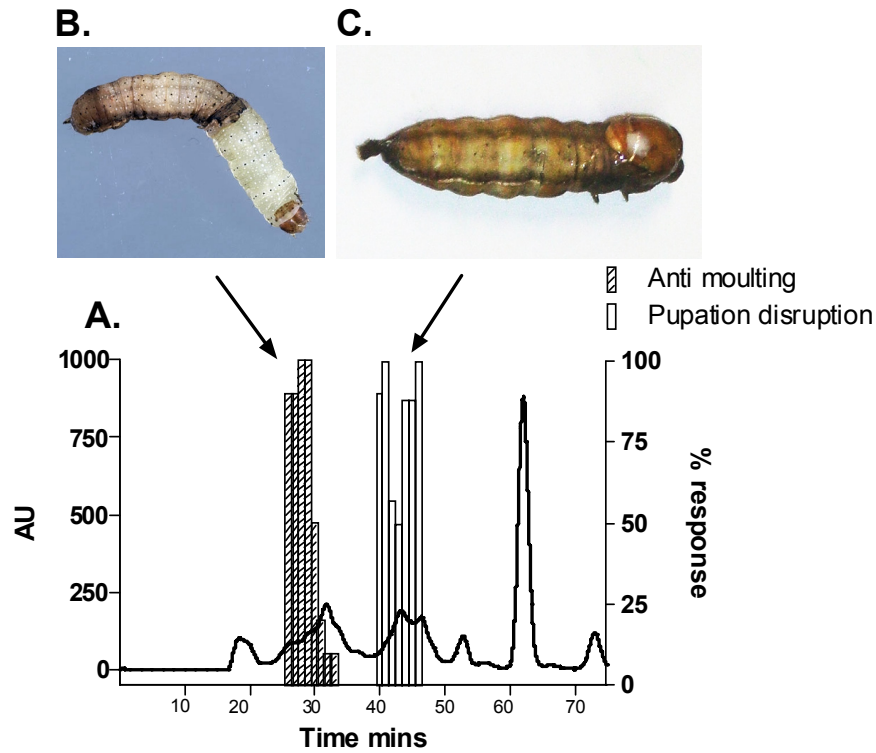 B.
C.
Anti moulting
Pupation disruption
A.
1000
750
500
250
0
AU
100
75
50
25
0
% response
10 20 30 40 50 60 70
Time mins